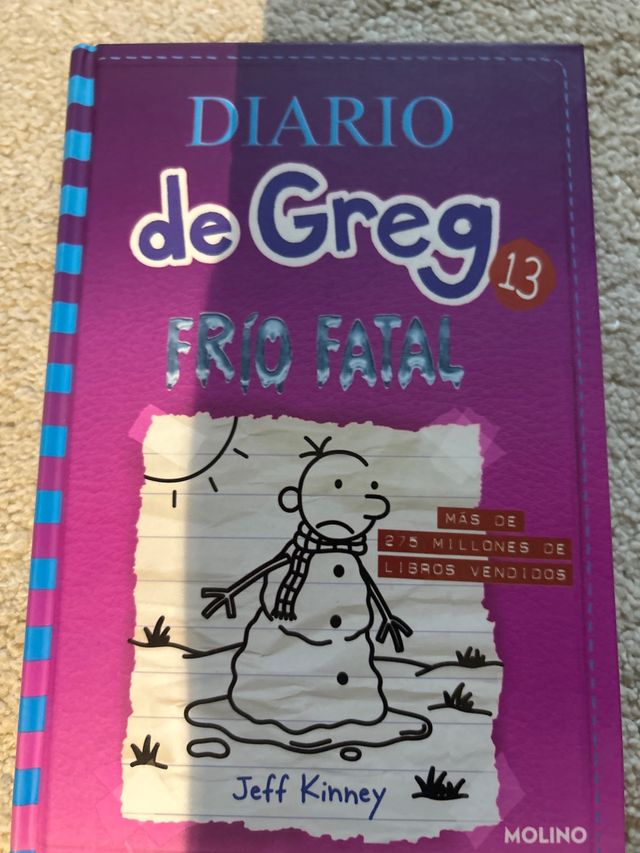 DIARIO
de Greg
13
FRÍO FATAL
MÁS DE
275 MILLONES DE
LIBROS VENDIDOS
Jeff Kinney
MOLINO